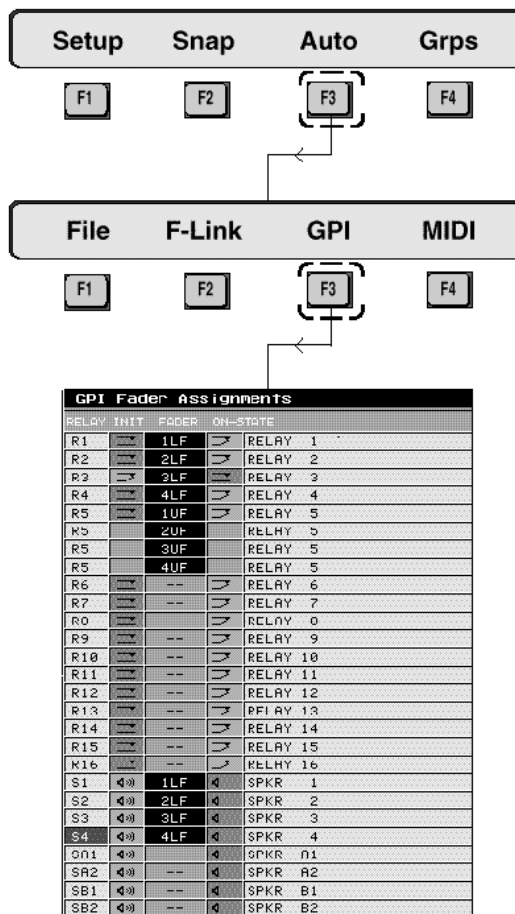 Setup Snap Auto Grps
F1 F2 F3 F4
File F-Link GPI MIDI
F1 F2 F3 F4
GPI Fader Assignments
RELAY INIT FADER ON-STATE
R1 1LF RELAY 1
R2 2LF RELAY 2
R3 3LF RELAY 3
R4 4LF RELAY 4
R5 1UF RELAY 5
R5 2UF RELAY 5
R5 3UF RELAY 5
R5 4UF RELAY 5
R6 -- RELAY 6
R7 -- RELAY 7
R8 RELAY 8
R9 -- RELAY 9
R10 -- RELAY 10
R11 -- RELAY 11
R12 -- RELAY 12
R13 -- RELAY 13
R14 -- RELAY 14
R15 -- RELAY 15
R16 -- RELAY 16
S1 1LF SPKR 1
S2 2LF SPKR 2
S3 3LF SPKR 3
S4 4LF SPKR 4
SA1 SPKR A1
SA2 -- SPKR A2
SB1 -- SPKR B1
SB2 -- SPKR B2